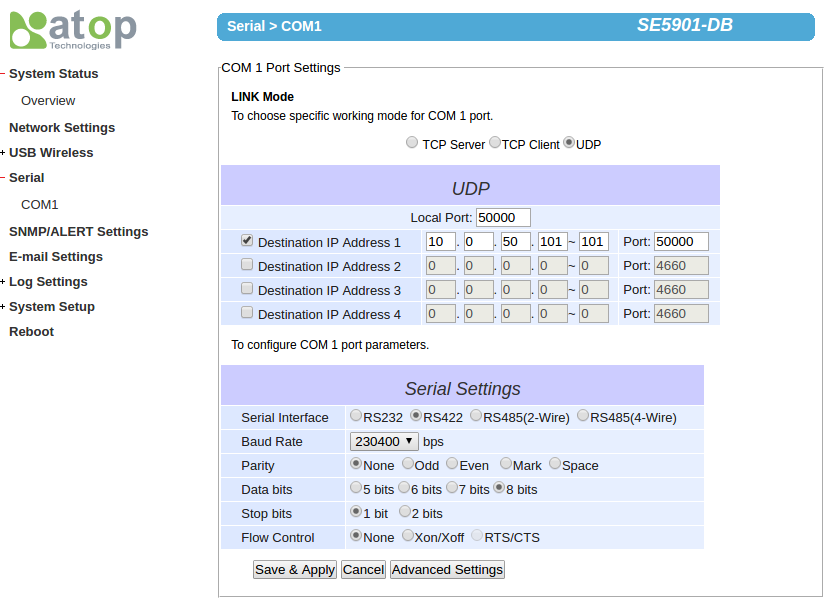 atop
Technologies
Serial > COM1
SE5901-DB
System Status
Overview
Network Settings
USB Wireless
Serial
COM1
SNMP/ALERT Settings
E-mail Settings
Log Settings
System Setup
Reboot
COM 1 Port Settings
LINK Mode
To choose specific working mode for COM 1 port.
TCP Server TCP Client UDP
UDP
Local Port: 50000
Destination IP Address 1 10 . 0 . 50 . 101 ~ 101 Port: 50000
Destination IP Address 2 0 . 0 . 0 . 0 ~ 0 Port: 4660
Destination IP Address 3 0 . 0 . 0 . 0 ~ 0 Port: 4660
Destination IP Address 4 0 . 0 . 0 . 0 ~ 0 Port: 4660
To configure COM 1 port parameters.
Serial Settings
Serial Interface RS232 RS422 RS485(2-Wire) RS485(4-Wire)
Baud Rate 230400 bps
Parity None Odd Even Mark Space
Data bits 5 bits 6 bits 7 bits 8 bits
Stop bits 1 bit 2 bits
Flow Control None Xon/Xoff RTS/CTS
Save & Apply Cancel Advanced Settings